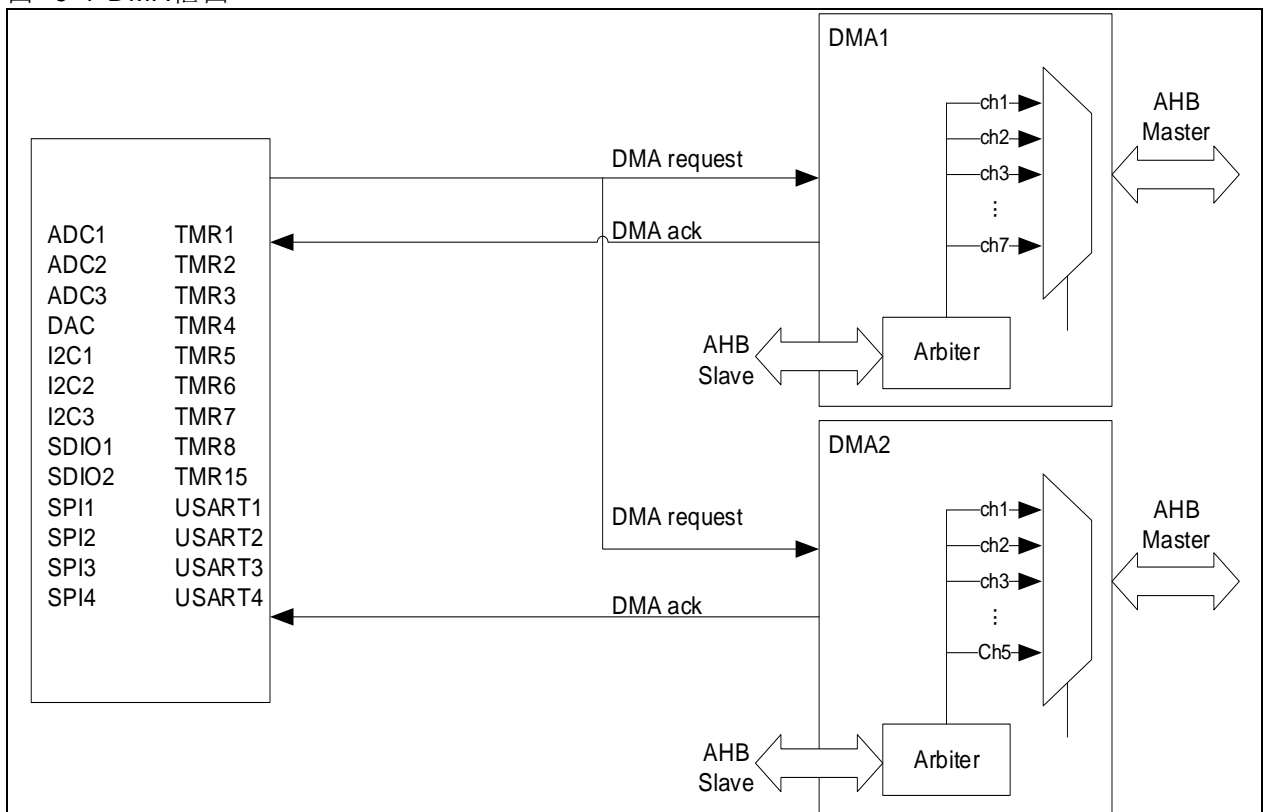 DMA1
ch1
ch2
ch3
...
ch7
AHB
Master
DMA request
DMA ack
AHB
Slave
Arbiter
ADC1 TMR1
ADC2 TMR2
ADC3 TMR3
DAC TMR4
I2C1 TMR5
I2C2 TMR6
I2C3 TMR7
SDIO1 TMR8
SDIO2 TMR15
SPI1 USART1
SPI2 USART2
SPI3 USART3
SPI4 USART4
DMA2
ch1
ch2
ch3
...
Ch5
AHB
Master
DMA request
DMA ack
AHB
Slave
Arbiter